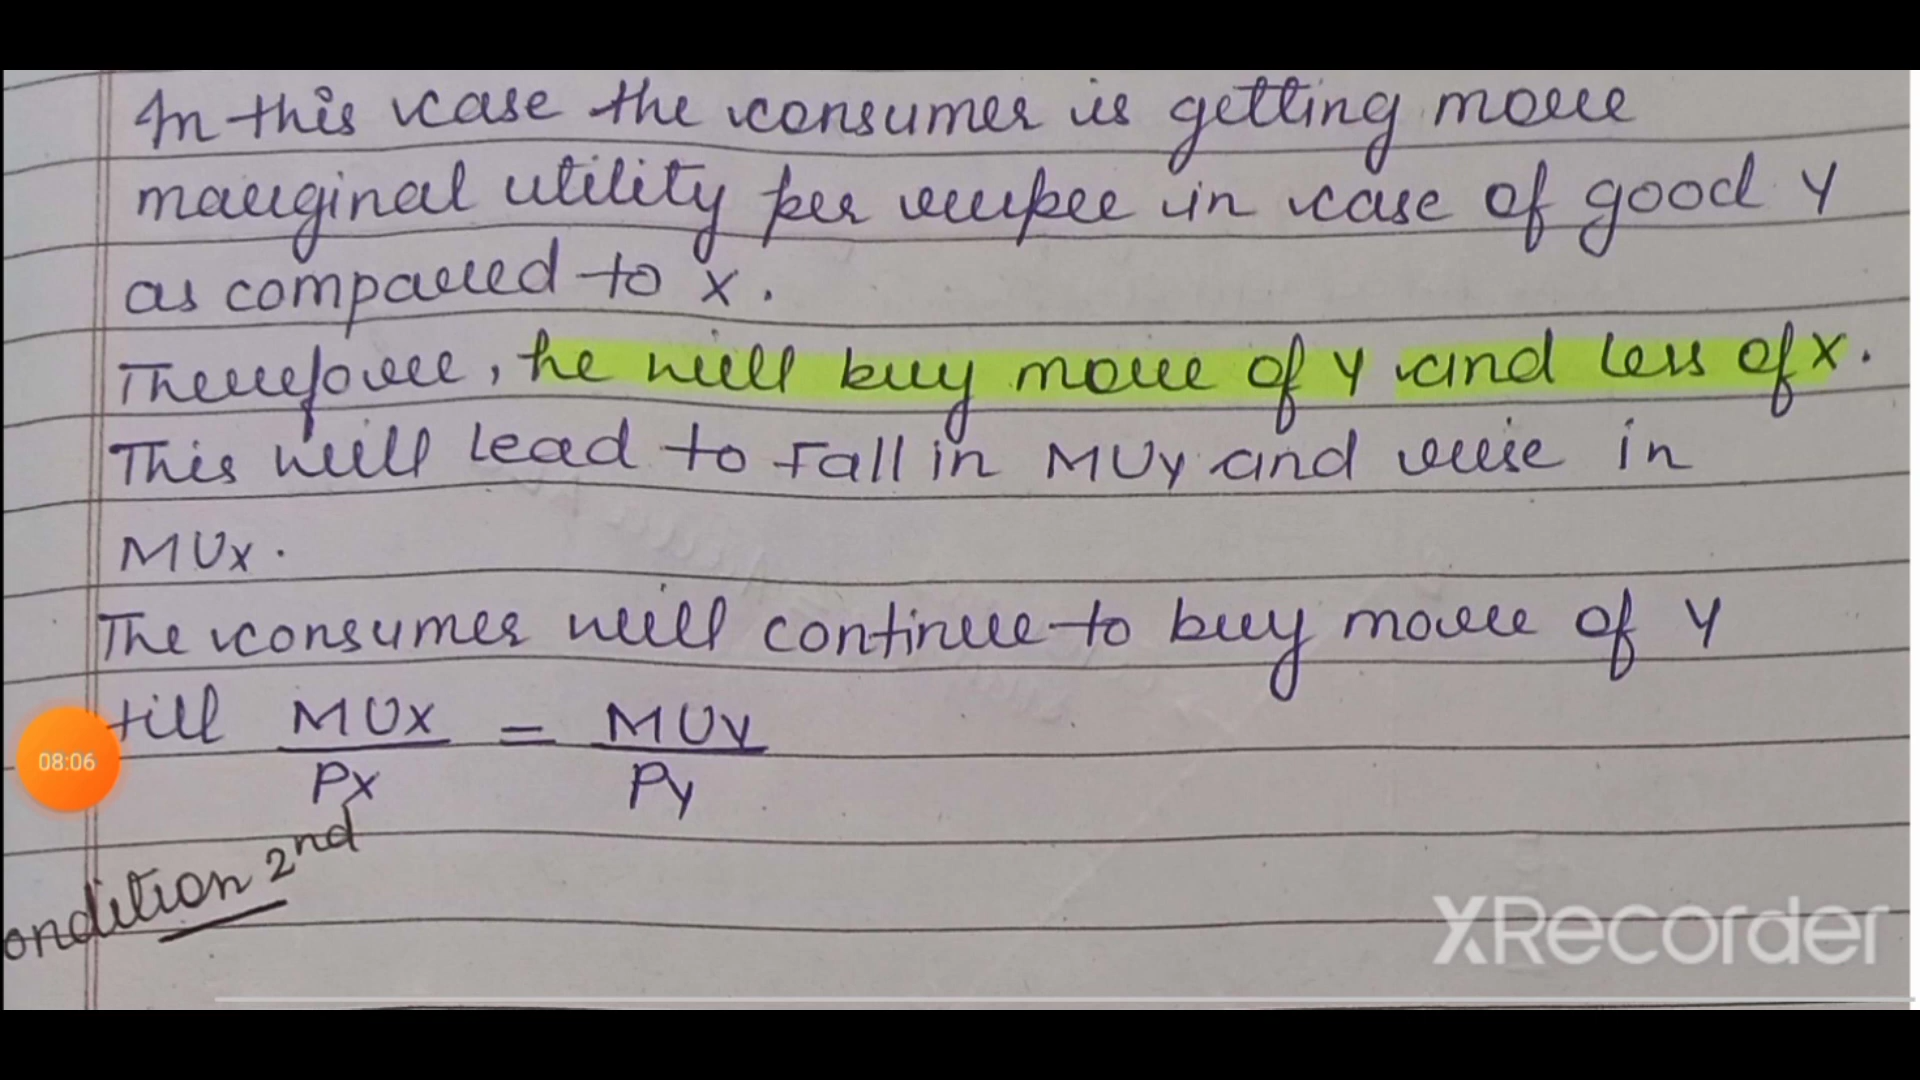 In this case the consumer is getting more
marginal utility per rupee in case of good Y
as compared to X.
Therefore, he will buy more of Y and less of X.
This will lead to Fall in MUy and rise in
MUx.
The consumer will continue to buy more of Y
till MUx = MUy
Px Py
08:06
ondition 2nd
XRecorder